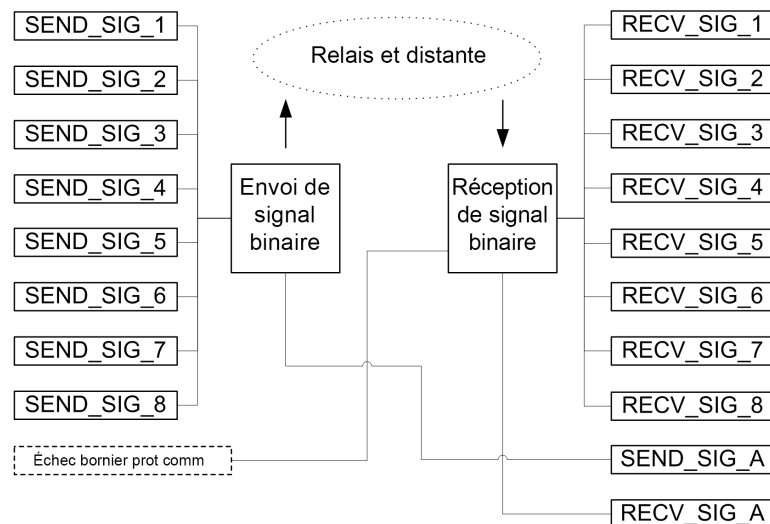 SEND_SIG_1
SEND_SIG_2
SEND_SIG_3
SEND_SIG_4
SEND_SIG_5
SEND_SIG_6
SEND_SIG_7
SEND_SIG_8
Échec bornier prot comm
Relais et distante
Envoi de
signal
binaire
Réception
de signal
binaire
RECV_SIG_1
RECV_SIG_2
RECV_SIG_3
RECV_SIG_4
RECV_SIG_5
RECV_SIG_6
RECV_SIG_7
RECV_SIG_8
SEND_SIG_A
RECV_SIG_A